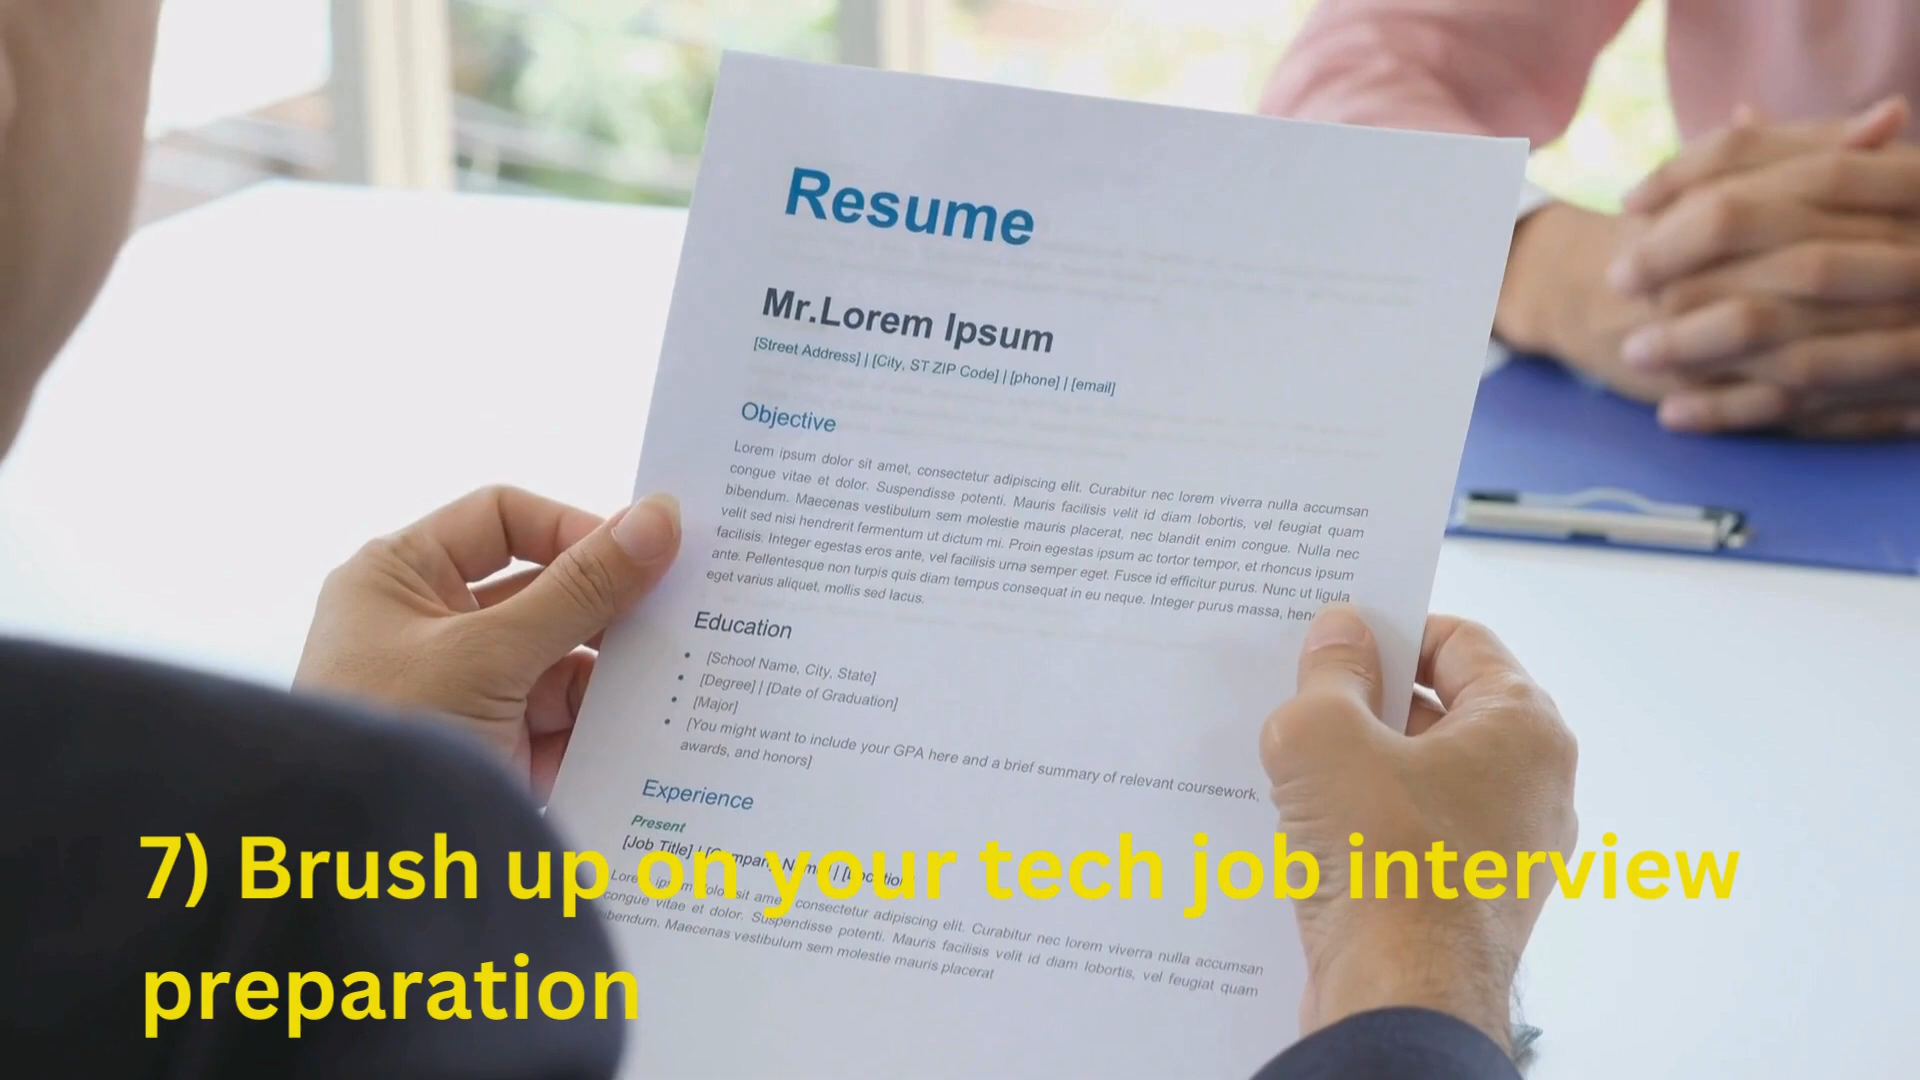 Resume
Mr.Lorem Ipsum
[Street Address] | [City, ST ZIP Code] | [phone] | [email]
Objective
Lorem ipsum dolor sit amet, consectetur adipiscing elit. Curabitur nec lorem viverra nulla accumsan
congue vitae et dolor. Suspendisse potenti. Mauris facilisis velit id diam lobortis, vel feugiat quam
bibendum. Maecenas vestibulum sem molestie mauris placerat, nec blandit enim congue. Nulla nec
velit sed nisi hendrerit fermentum ut dictum mi. Proin egestas ipsum ac tortor tempor, et rhoncus ipsum
facilisis. Integer egestas eros ante, vel facilisis urna semper eget. Fusce id efficitur purus. Nunc ut ligula
ante. Pellentesque non turpis quis diam tempus consequat in eu neque. Integer purus massa,
eget varius aliquet, mollis sed lacus.
Education
• [School Name, City, State]
• [Degree] | [Date of Graduation]
• [Major]
• [You might want to include your GPA here and a brief summary of relevant coursework,
awards, and honors]
Experience
Present
[Job Title] |
7) Brush up on your tech job interview
preparation
consectetur adipiscing elit. Curabitur nec lorem viverra nulla accumsan
congue vitae et dolor. Suspendisse potenti. Mauris facilisis velit id diam lobortis, vel feugiat quam
bendum. Maecenas vestibulum sem molestie mauris placerat